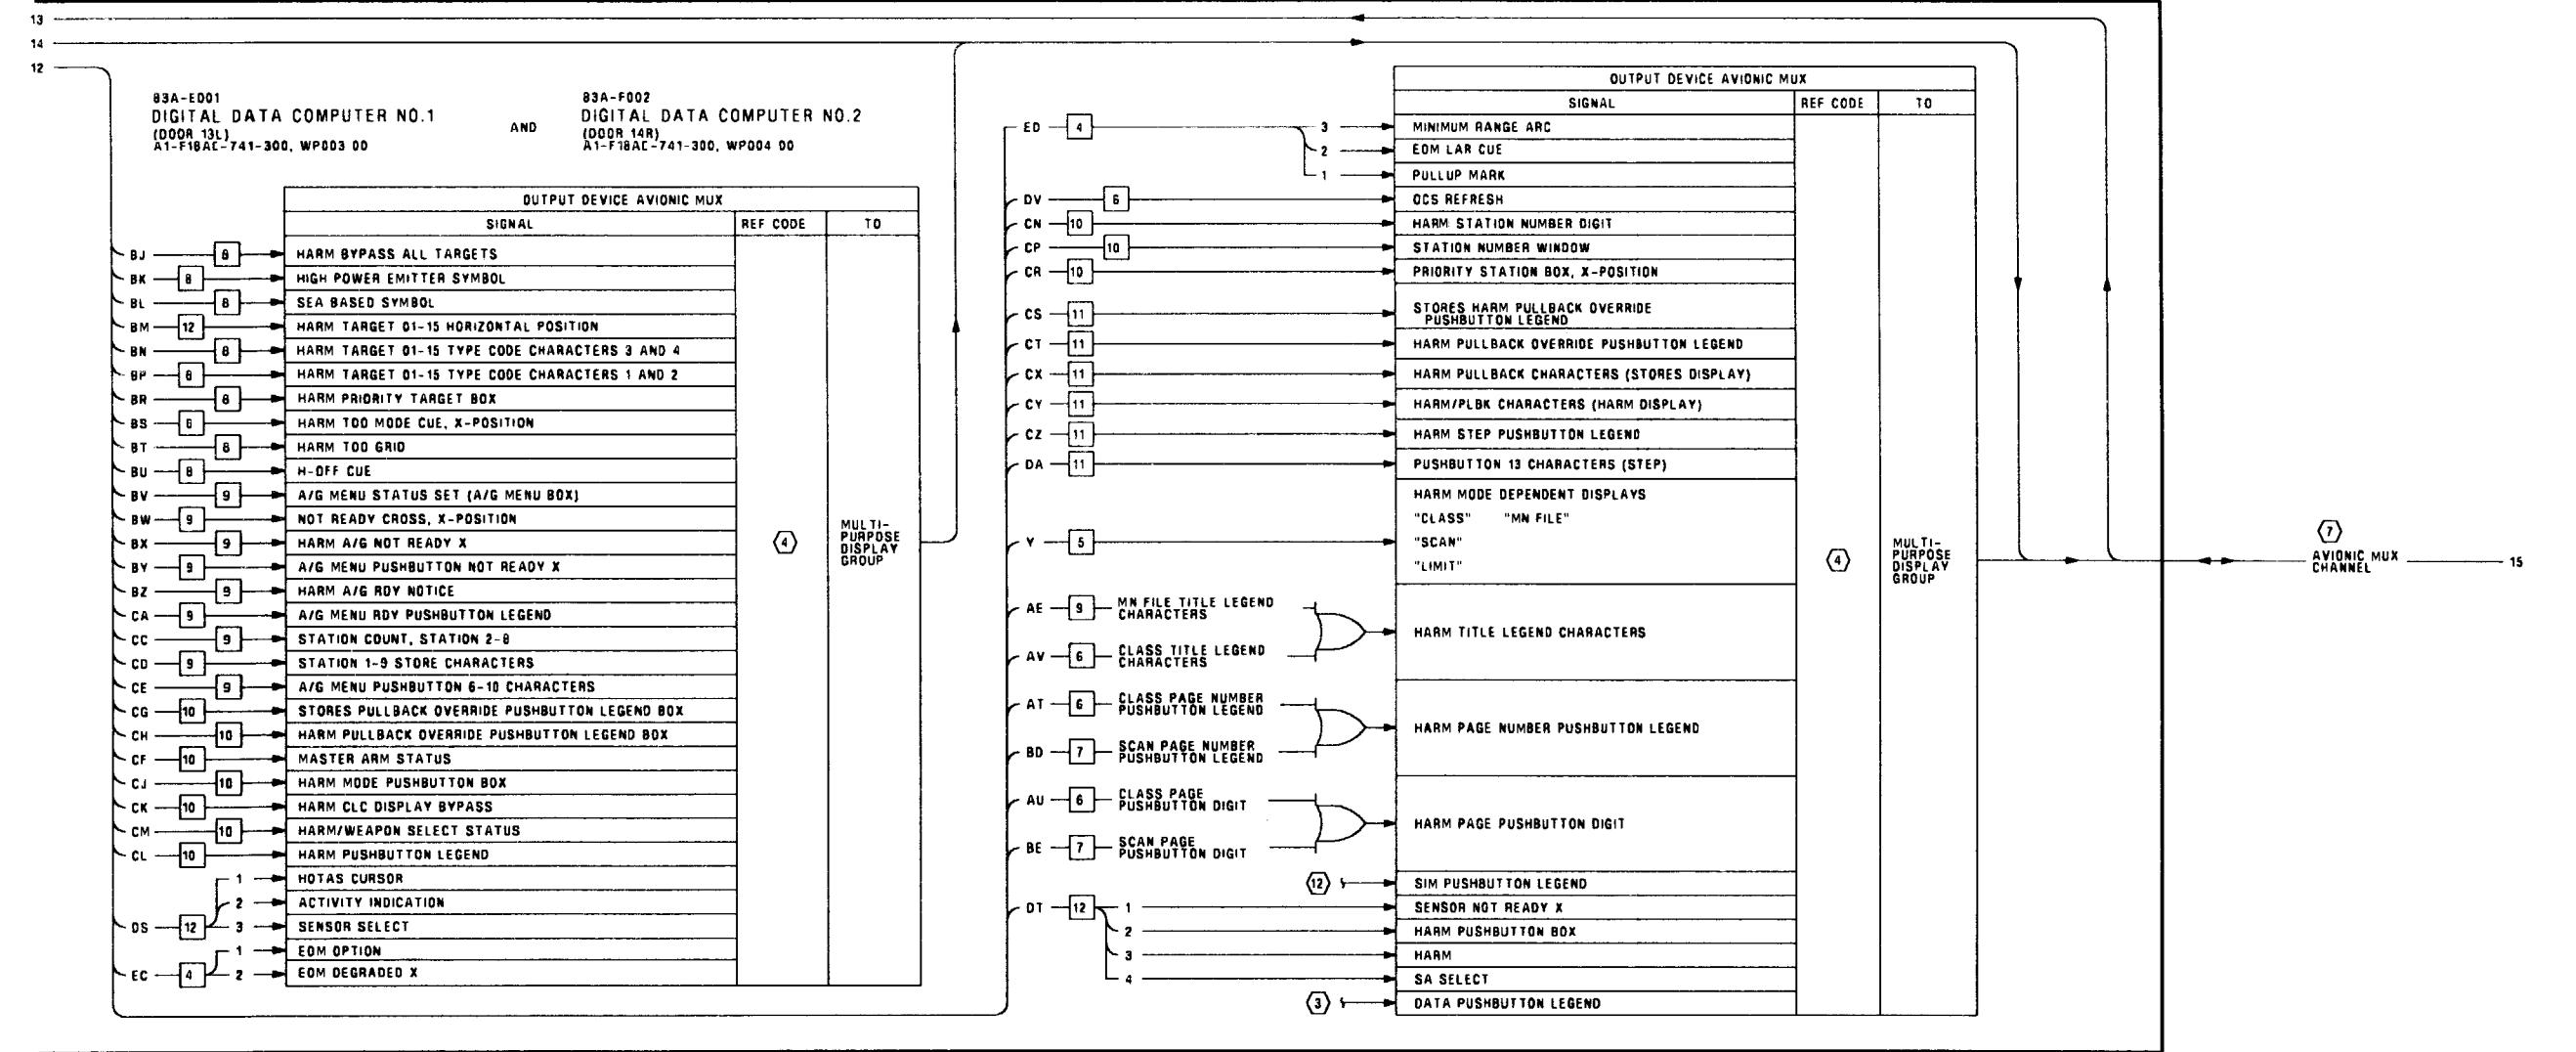 13
14
12
83A-E001
DIGITAL DATA COMPUTER NO.1
(DOOR 13L)
A1-F18AC-741-300, WP003 00
AND
83A-F002
DIGITAL DATA COMPUTER NO.2
(DOOR 14R)
A1-F18AC-741-300, WP004 00
OUTPUT DEVICE AVIONIC MUX
SIGNAL REF CODE TO
BJ 8 HARM BYPASS ALL TARGETS
BK 8 HIGH POWER EMITTER SYMBOL
BL 8 SEA BASED SYMBOL
BM 12 HARM TARGET 01-15 HORIZONTAL POSITION
BN 8 HARM TARGET 01-15 TYPE CODE CHARACTERS 3 AND 4
BP 8 HARM TARGET 01-15 TYPE CODE CHARACTERS 1 AND 2
BR 8 HARM PRIORITY TARGET BOX
BS 8 HARM TOO MODE CUE, X-POSITION
BT 8 HARM TOO GRID
BU 8 H-OFF CUE
BV 9 A/G MENU STATUS SET (A/G MENU BOX)
BW 9 NOT READY CROSS, X-POSITION
BX 9 HARM A/G NOT READY X
BY 9 A/G MENU PUSHBUTTON NOT READY X
BZ 9 HARM A/G RDY NOTICE
CA 9 A/G MENU RDY PUSHBUTTON LEGEND
CC 9 STATION COUNT, STATION 2-8
CD 9 STATION 1-9 STORE CHARACTERS
CE 9 A/G MENU PUSHBUTTON 6-10 CHARACTERS
CG 10 STORES PULLBACK OVERRIDE PUSHBUTTON LEGEND BOX
CH 10 HARM PULLBACK OVERRIDE PUSHBUTTON LEGEND BOX
CF 10 MASTER ARM STATUS
CJ 10 HARM MODE PUSHBUTTON BOX
CK 10 HARM CLC DISPLAY BYPASS
CM 10 HARM/WEAPON SELECT STATUS
CL 10 HARM PUSHBUTTON LEGEND
1 HOTAS CURSOR
2 ACTIVITY INDICATION
DS 12 3 SENSOR SELECT
1 EOM OPTION
EC 4 2 EOM DEGRADED X
4
MULTI-
PURPOSE
DISPLAY
GROUP
OUTPUT DEVICE AVIONIC MUX
SIGNAL REF CODE TO
ED 4 3 MINIMUM RANGE ARC
2 EOM LAR CUE
1 PULLUP MARK
DV 6 OCS REFRESH
CN 10 HARM STATION NUMBER DIGIT
CP 10 STATION NUMBER WINDOW
CR 10 PRIORITY STATION BOX, X-POSITION
CS 11 STORES HARM PULLBACK OVERRIDE
PUSHBUTTON LEGEND
CT 11 HARM PULLBACK OVERRIDE PUSHBUTTON LEGEND
CX 11 HARM PULLBACK CHARACTERS (STORES DISPLAY)
CY 11 HARM/PLBK CHARACTERS (HARM DISPLAY)
CZ 11 HARM STEP PUSHBUTTON LEGEND
DA 11 PUSHBUTTON 13 CHARACTERS (STEP)
HARM MODE DEPENDENT DISPLAYS
"CLASS" "MN FILE"
Y 5 "SCAN"
"LIMIT"
AE 9 MN FILE TITLE LEGEND
CHARACTERS
HARM TITLE LEGEND CHARACTERS
AV 6 CLASS TITLE LEGEND
CHARACTERS
AT 6 CLASS PAGE NUMBER
PUSHBUTTON LEGEND
HARM PAGE NUMBER PUSHBUTTON LEGEND
BD 7 SCAN PAGE NUMBER
PUSHBUTTON LEGEND
AU 6 CLASS PAGE
PUSHBUTTON DIGIT
HARM PAGE PUSHBUTTON DIGIT
BE 7 SCAN PAGE
PUSHBUTTON DIGIT
12 SIM PUSHBUTTON LEGEND
DT 12 1 SENSOR NOT READY X
2 HARM PUSHBUTTON BOX
3 HARM
4 SA SELECT
3 DATA PUSHBUTTON LEGEND
4
MULTI-
PURPOSE
DISPLAY
GROUP
7
AVIONIC MUX
CHANNEL
15